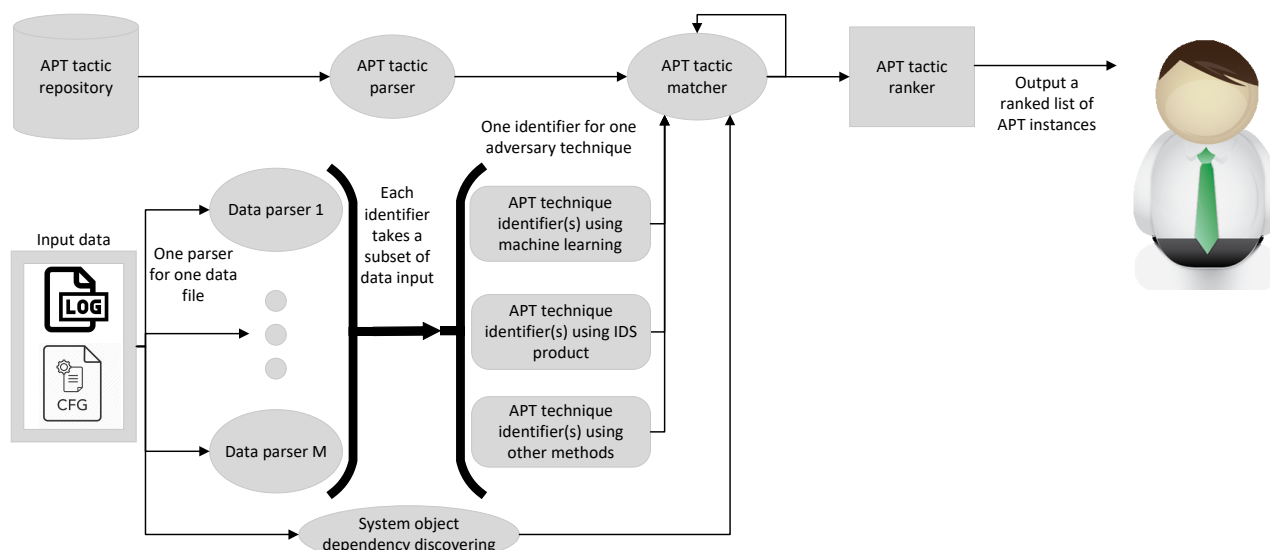 APT tactic
repository
APT tactic
parser
APT tactic
matcher
APT tactic
ranker
Output a
ranked list of
APT instances
One identifier for one
adversary technique
Input data
LOG
CFG
One parser
for one data
file
Data parser 1
Data parser M
Each
identifier
takes a
subset of
data input
APT technique
identifier(s) using
machine learning
APT technique
identifier(s) using IDS
product
APT technique
identifier(s) using
other methods
System object
dependency discovering